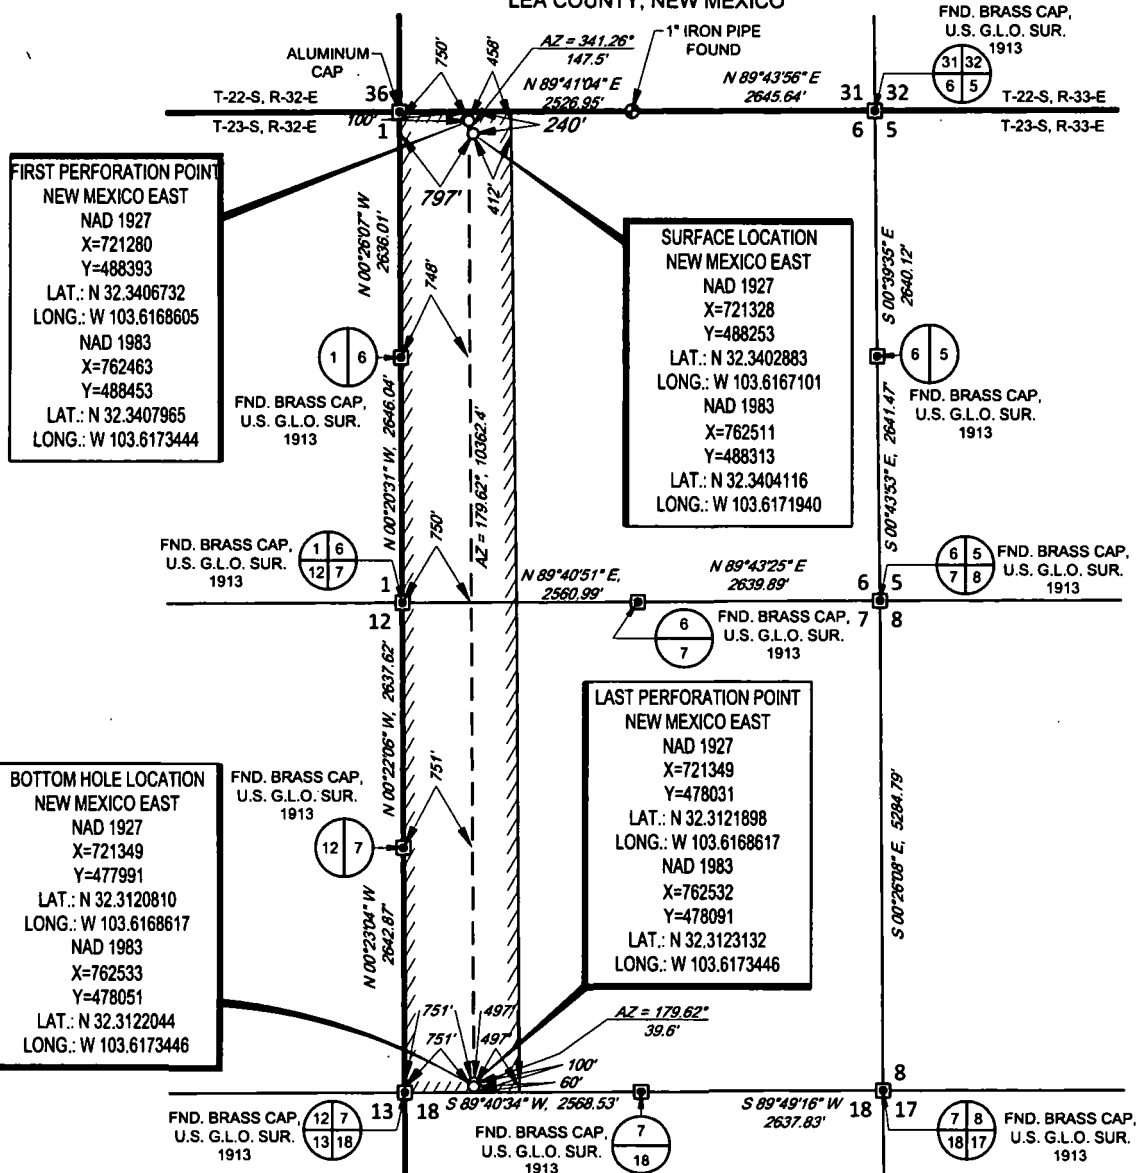 LEA COUNTY, NEW MEXICO
FND. BRASS CAP,
U.S. G.L.O. SUR.
1913
31 32
6 5
ALUMINUM
CAP
750'
458'
AZ = 341.26°
147.5'
1" IRON PIPE
FOUND
N 89°41'04" E
2526.95'
N 89°43'56" E
2645.64'
36
31 32
T-22-S, R-32-E
T-22-S, R-33-E
T-23-S, R-32-E
T-23-S, R-33-E
100'
1
240'
6 5
797'
412'
FIRST PERFORATION POINT
NEW MEXICO EAST
NAD 1927
X=721280
Y=488393
LAT.: N 32.3406732
LONG.: W 103.6168605
NAD 1983
X=762463
Y=488453
LAT.: N 32.3407965
LONG.: W 103.6173444
N 00°26'07" W
2636.01'
SURFACE LOCATION
NEW MEXICO EAST
NAD 1927
X=721328
Y=488253
LAT.: N 32.3402883
LONG.: W 103.6167101
NAD 1983
X=762511
Y=488313
LAT.: N 32.3404116
LONG.: W 103.6171940
S 00°39'35" E
2640.12'
748'
1 6
FND. BRASS CAP,
U.S. G.L.O. SUR.
1913
6 5
FND. BRASS CAP,
U.S. G.L.O. SUR.
1913
N 00°20'31" W, 2646.04'
AZ = 179.62°, 10362.4'
S 00°43'53" E, 2641.47'
750'
FND. BRASS CAP,
U.S. G.L.O. SUR.
1913
1 6
12 7
1
12
N 89°40'51" E,
2560.99'
N 89°43'25" E
2639.89'
6 5
7 8
6 5
7 8
FND. BRASS CAP,
U.S. G.L.O. SUR.
1913
6
7
FND. BRASS CAP,
U.S. G.L.O. SUR.
1913
N 00°22'06" W, 2637.62'
LAST PERFORATION POINT
NEW MEXICO EAST
NAD 1927
X=721349
Y=478031
LAT.: N 32.3121898
LONG.: W 103.6168617
NAD 1983
X=762532
Y=478091
LAT.: N 32.3123132
LONG.: W 103.6173446
751'
BOTTOM HOLE LOCATION
NEW MEXICO EAST
NAD 1927
X=721349
Y=477991
LAT.: N 32.3120810
LONG.: W 103.6168617
NAD 1983
X=762533
Y=478051
LAT.: N 32.3122044
LONG.: W 103.6173446
FND. BRASS CAP,
U.S. G.L.O. SUR.
1913
12 7
S 00°26'08" E, 5284.79'
N 00°23'04" W
2642.87'
751'
497'
AZ = 179.62°
39.6'
751'
497'
100'
60'
8
13 18
S 89°40'34" W, 2568.53'
S 89°49'16" W
2637.83'
18 17
FND. BRASS CAP,
U.S. G.L.O. SUR.
1913
12 7
13 18
FND. BRASS CAP,
U.S. G.L.O. SUR.
1913
7
18
7 8
18 17
FND. BRASS CAP,
U.S. G.L.O. SUR.
1913